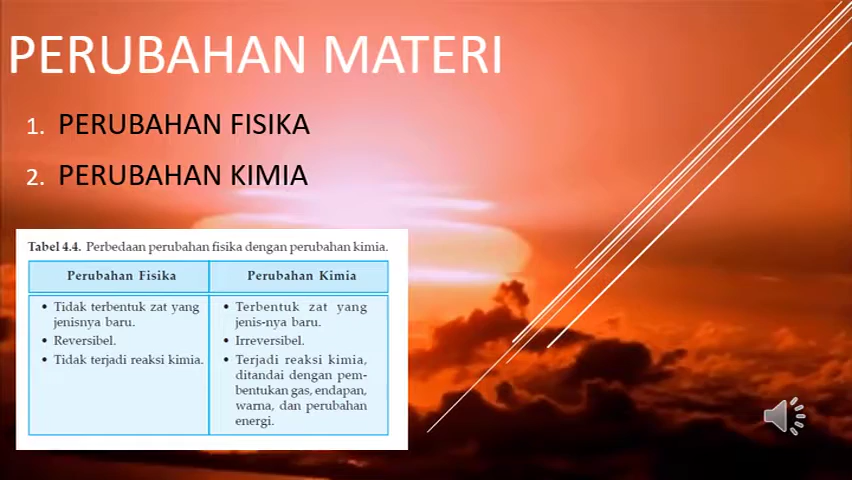 PERUBAHAN MATERI
1. PERUBAHAN FISIKA
2. PERUBAHAN KIMIA
Tabel 4.4. Perbedaan perubahan fisika dengan perubahan kimia.
Perubahan Fisika
• Tidak terbentuk zat yang
jenisnya baru.
• Reversibel.
• Tidak terjadi reaksi kimia.
Perubahan Kimia
• Terbentuk zat yang
jenis-nya baru.
• Irreversibel.
• Terjadi reaksi kimia,
ditandai dengan pem-
bentukan gas, endapan,
warna, dan perubahan
energi.